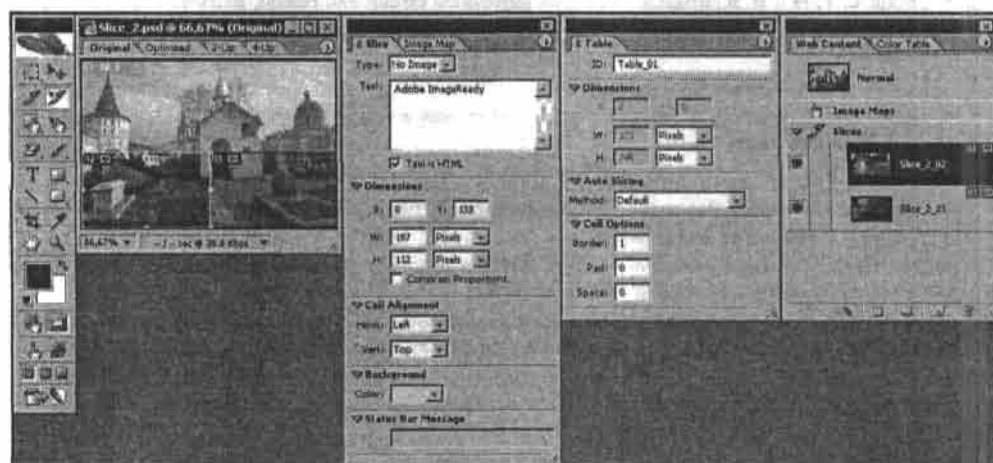 Slice_2.psd @ 66,67% (Original)
Original Optimized 2-Up 4-Up
66,67% -- / -- sec @ 28.8 Kbps
Slice Image Map
Type: No Image
Text: Adobe ImageReady
Text is HTML
Dimensions
X: 0 Y: 133
W: 187 Pixels
H: 112 Pixels
Constrain Proportions
Cell Alignment
Horiz: Left
Vert: Top
Background
Color:
Status Bar Message
Table
ID: Table_01
Dimensions
W: Pixels
H: Pixels
Auto Slicing
Method: Default
Cell Options
Border: 1
Pad: 0
Space: 0
Web Content Color Table
Normal
Image Maps
Slices
Slice_2_02